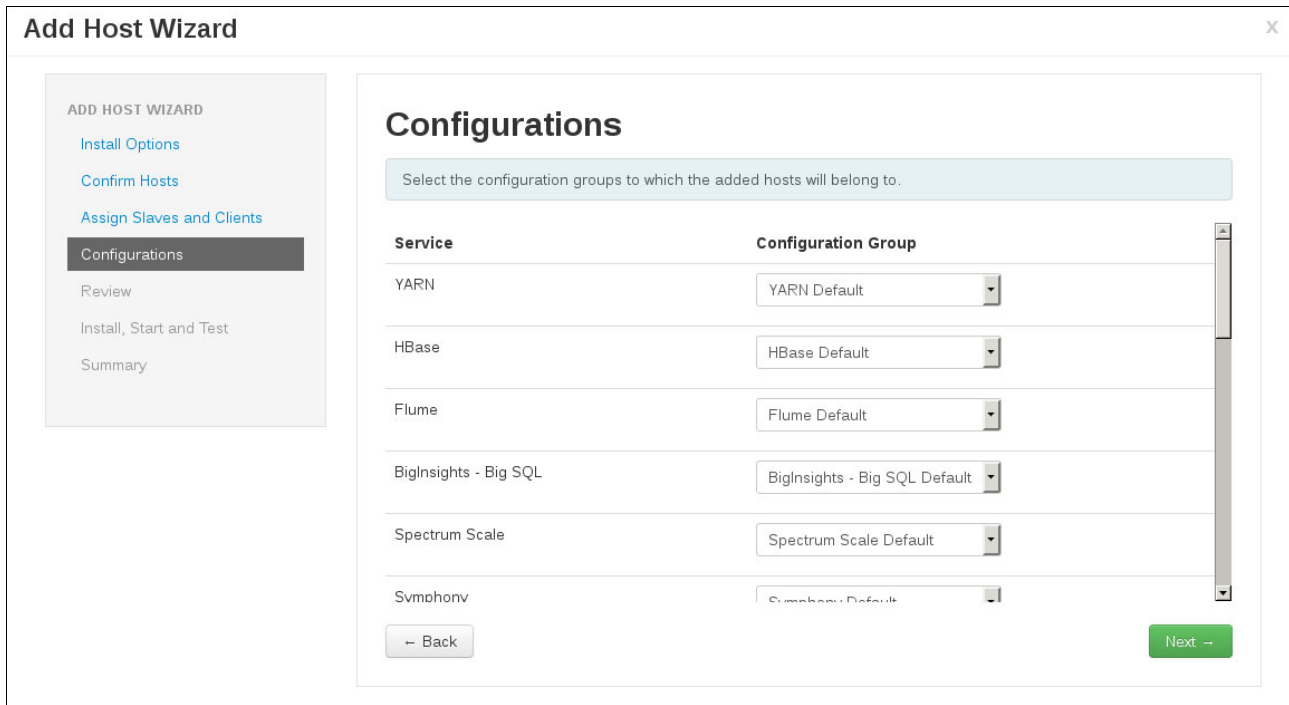 Add Host Wizard
x
ADD HOST WIZARD
Install Options
Confirm Hosts
Assign Slaves and Clients
Configurations
Review
Install, Start and Test
Summary
Configurations
Select the configuration groups to which the added hosts will belong to.
Service Configuration Group
YARN YARN Default
HBase HBase Default
Flume Flume Default
BigInsights - Big SQL BigInsights - Big SQL Default
Spectrum Scale Spectrum Scale Default
Symphony Symphony Default
← Back Next →